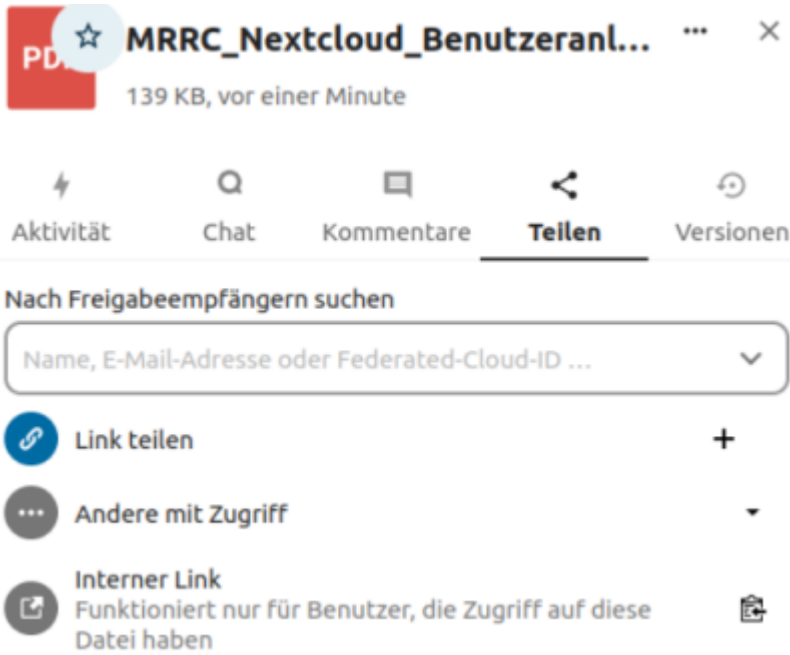 PDF
MRRC_Nextcloud_Benutzeranl...
139 KB, vor einer Minute
Aktivität
Chat
Kommentare
Teilen
Versionen
Nach Freigabeempfängern suchen
Name, E-Mail-Adresse oder Federated-Cloud-ID ...
Link teilen
Andere mit Zugriff
Interner Link
Funktioniert nur für Benutzer, die Zugriff auf diese
Datei haben